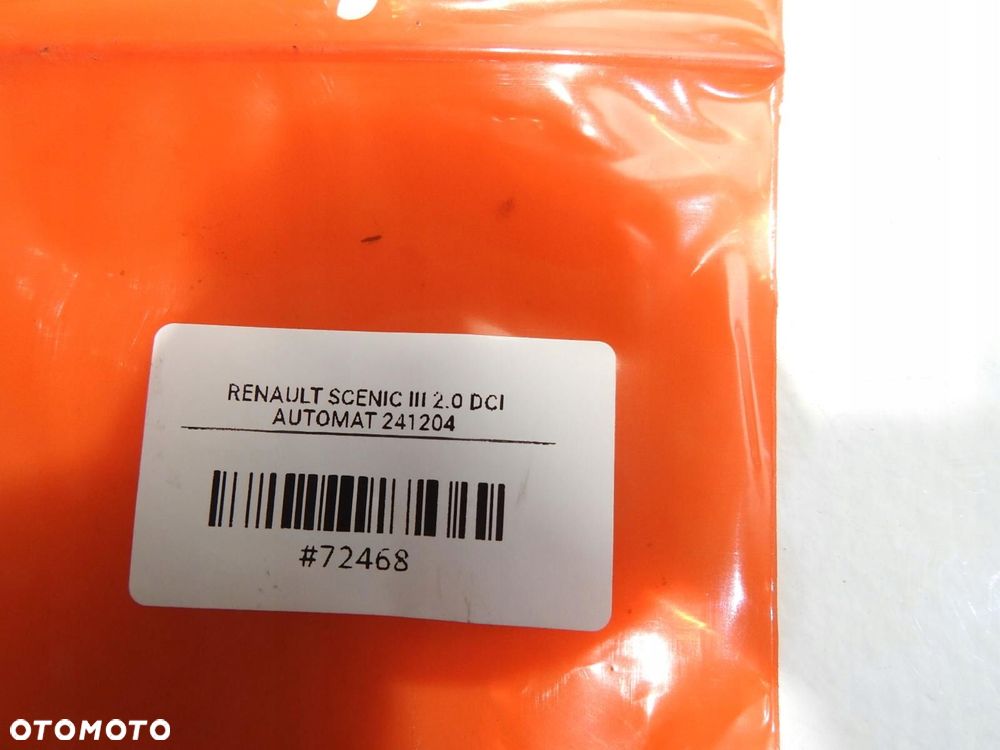 RENAULT SCENIC III 2.0 DCI
AUTOMAT 241204
#72468
OTOMOTO